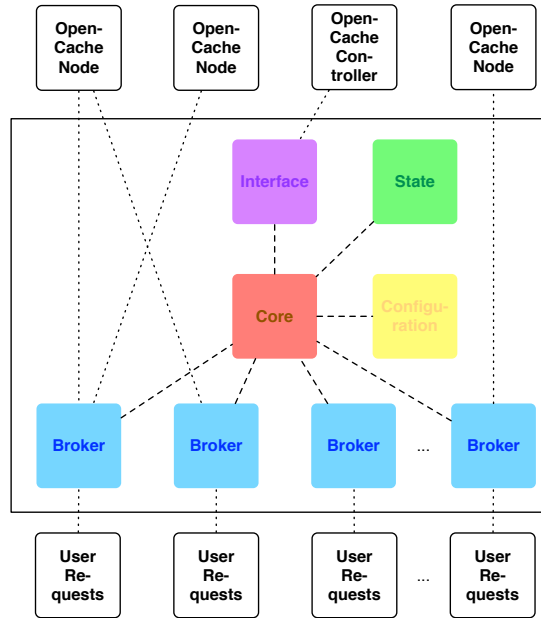 Open-
Cache
Node
Open-
Cache
Node
Open-
Cache
Con-
troller
Open-
Cache
Node
Interface
State
Core
Configu-
ration
Broker
Broker
Broker
...
Broker
User
Re-
quests
User
Re-
quests
User
Re-
quests
...
User
Re-
quests